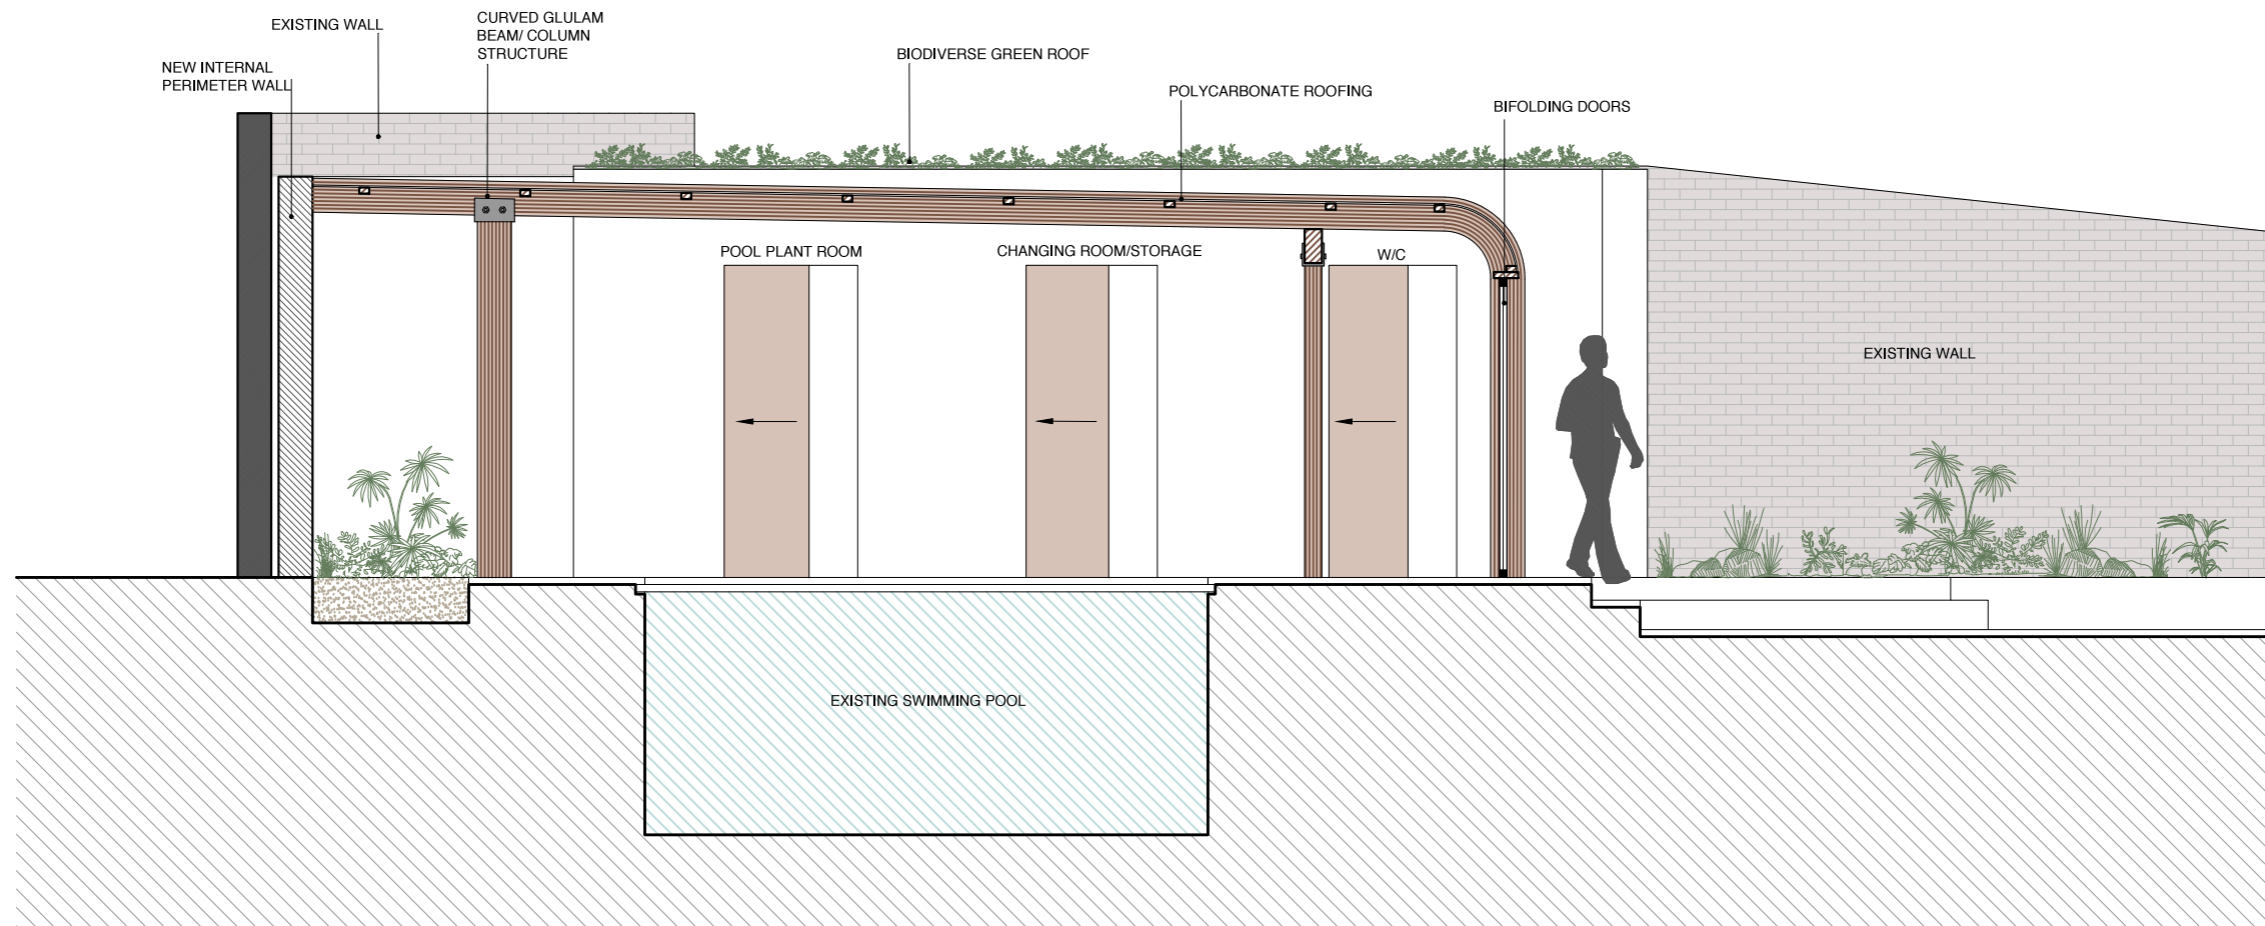 EXISTING WALL
CURVED GLULAM
BEAM/ COLUMN
STRUCTURE
NEW INTERNAL
PERIMETER WALL
BIODIVERSE GREEN ROOF
POLYCARBONATE ROOFING
BIFOLDING DOORS
POOL PLANT ROOM
CHANGING ROOM/STORAGE
W/C
EXISTING WALL
EXISTING SWIMMING POOL